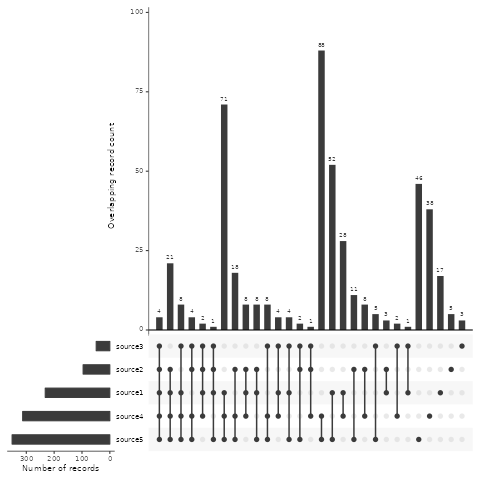 100
75
50
25
0
Overlapping record count
4 21 8 4 2 1 71 18 8 8 8 4 4 2 1 88 52 28 11 8 5 3 2 1 46 38 17 5 3
source3
source2
source1
source4
source5
300 200 100 0
Number of records